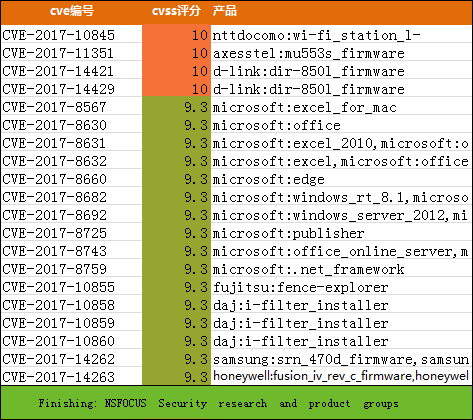 cve编号 cvss评分 产品
CVE-2017-10845 10 nttdocomo:wi-fi_station_l-
CVE-2017-11351 10 axesstel:mu553s_firmware
CVE-2017-14421 10 d-link:dir-850l_firmware
CVE-2017-14429 10 d-link:dir-850l_firmware
CVE-2017-8567 9.3 microsoft:excel_for_mac
CVE-2017-8630 9.3 microsoft:office
CVE-2017-8631 9.3 microsoft:excel_2010,microsoft:o
CVE-2017-8632 9.3 microsoft:excel,microsoft:office
CVE-2017-8660 9.3 microsoft:edge
CVE-2017-8682 9.3 microsoft:windows_rt_8.1,microso
CVE-2017-8692 9.3 microsoft:windows_server_2012,mi
CVE-2017-8725 9.3 microsoft:publisher
CVE-2017-8743 9.3 microsoft:office_online_server,m
CVE-2017-8759 9.3 microsoft:.net_framework
CVE-2017-10855 9.3 fujitsu:fence-explorer
CVE-2017-10858 9.3 daj:i-filter_installer
CVE-2017-10859 9.3 daj:i-filter_installer
CVE-2017-10860 9.3 daj:i-filter_installer
CVE-2017-14262 9.3 samsung:srn_470d_firmware,samsun
CVE-2017-14263 9.3 honeywell:fusion_iv_rev_c_firmware,honeywel
Finishing: NSFOCUS Security research and product groups